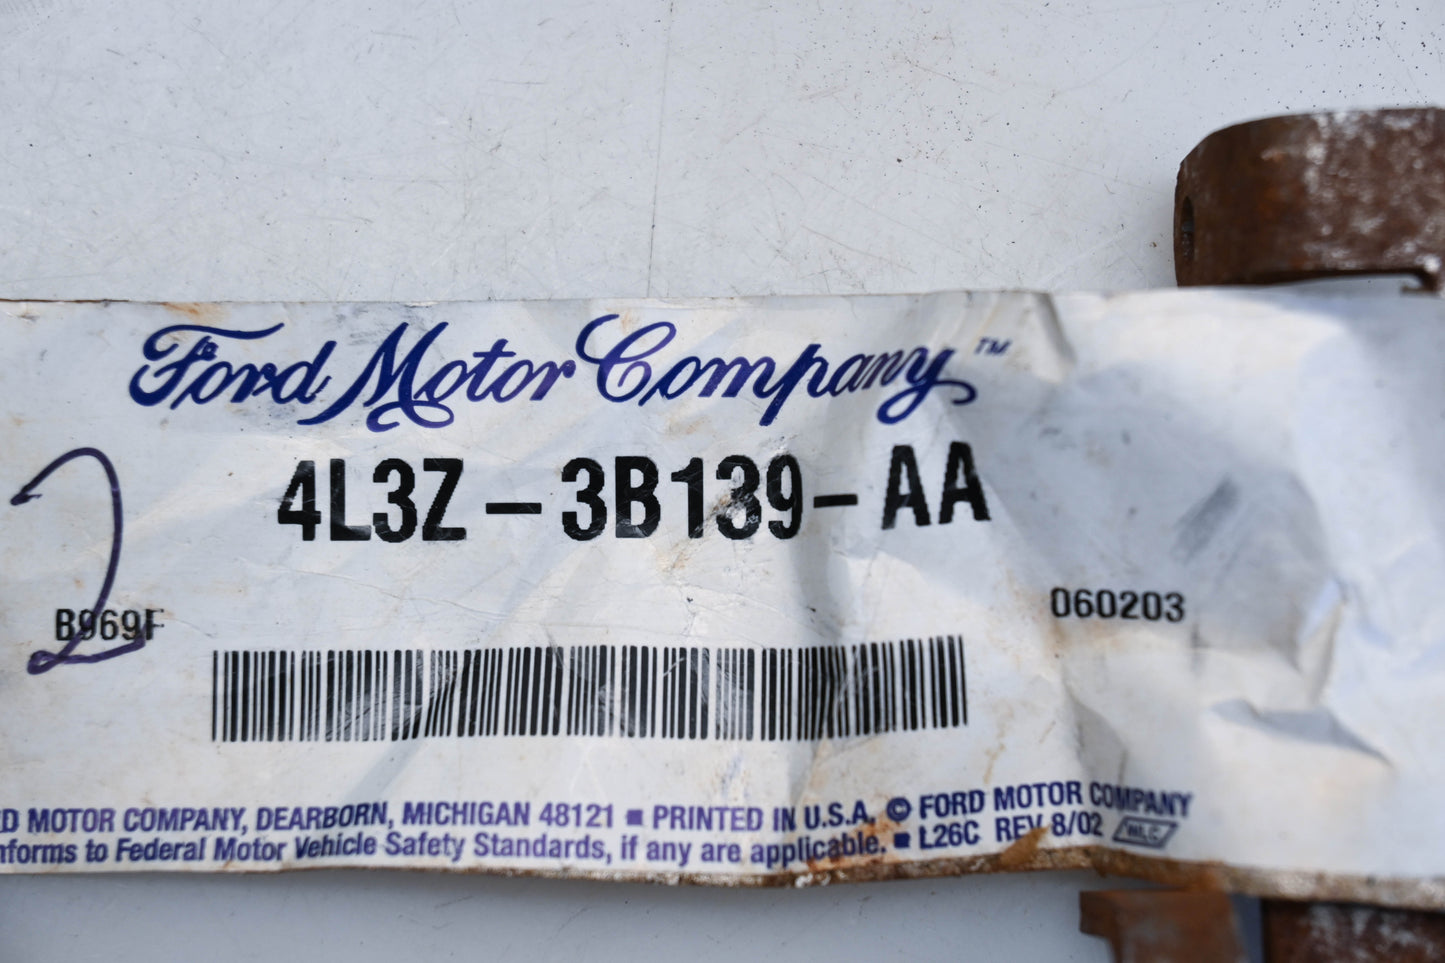 Ford Motor Company™
4L3Z-3B139-AA
2
B969F
060203
MOTOR COMPANY, DEARBORN, MICHIGAN 48121 ■ PRINTED IN U.S.A. © FORD MOTOR COMPANY
nforms to Federal Motor Vehicle Safety Standards, if any are applicable. ■ L26C REV 8/02